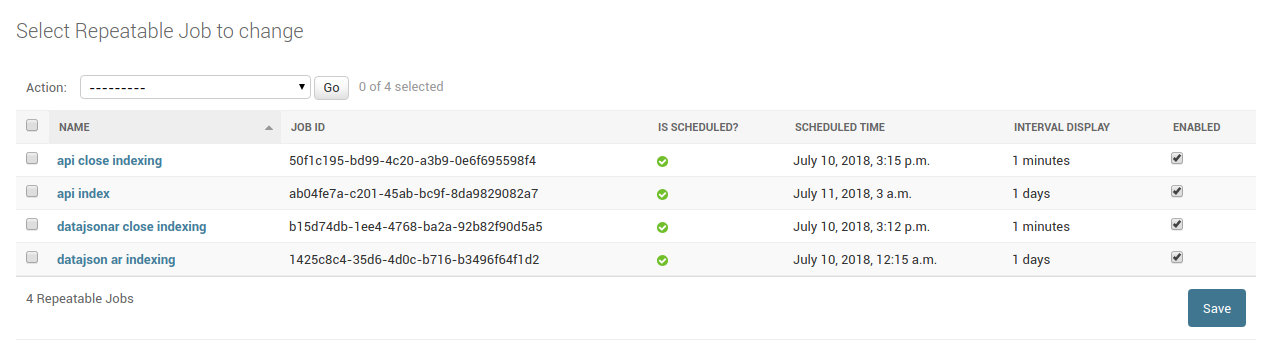 Select Repeatable Job to change
Action: --------- Go 0 of 4 selected
NAME JOB ID IS SCHEDULED? SCHEDULED TIME INTERVAL DISPLAY ENABLED
api close indexing 50f1c195-bd99-4c20-a3b9-0e6f695598f4 July 10, 2018, 3:15 p.m. 1 minutes
api index ab04fe7a-c201-45ab-bc9f-8da9829082a7 July 11, 2018, 3 a.m. 1 days
datajsonar close indexing b15d74db-1ee4-4768-ba2a-92b82f90d5a5 July 10, 2018, 3:12 p.m. 1 minutes
datajson ar indexing 1425c8c4-35d6-4d0c-b716-b3496f64f1d2 July 10, 2018, 12:15 a.m. 1 days
4 Repeatable Jobs
Save